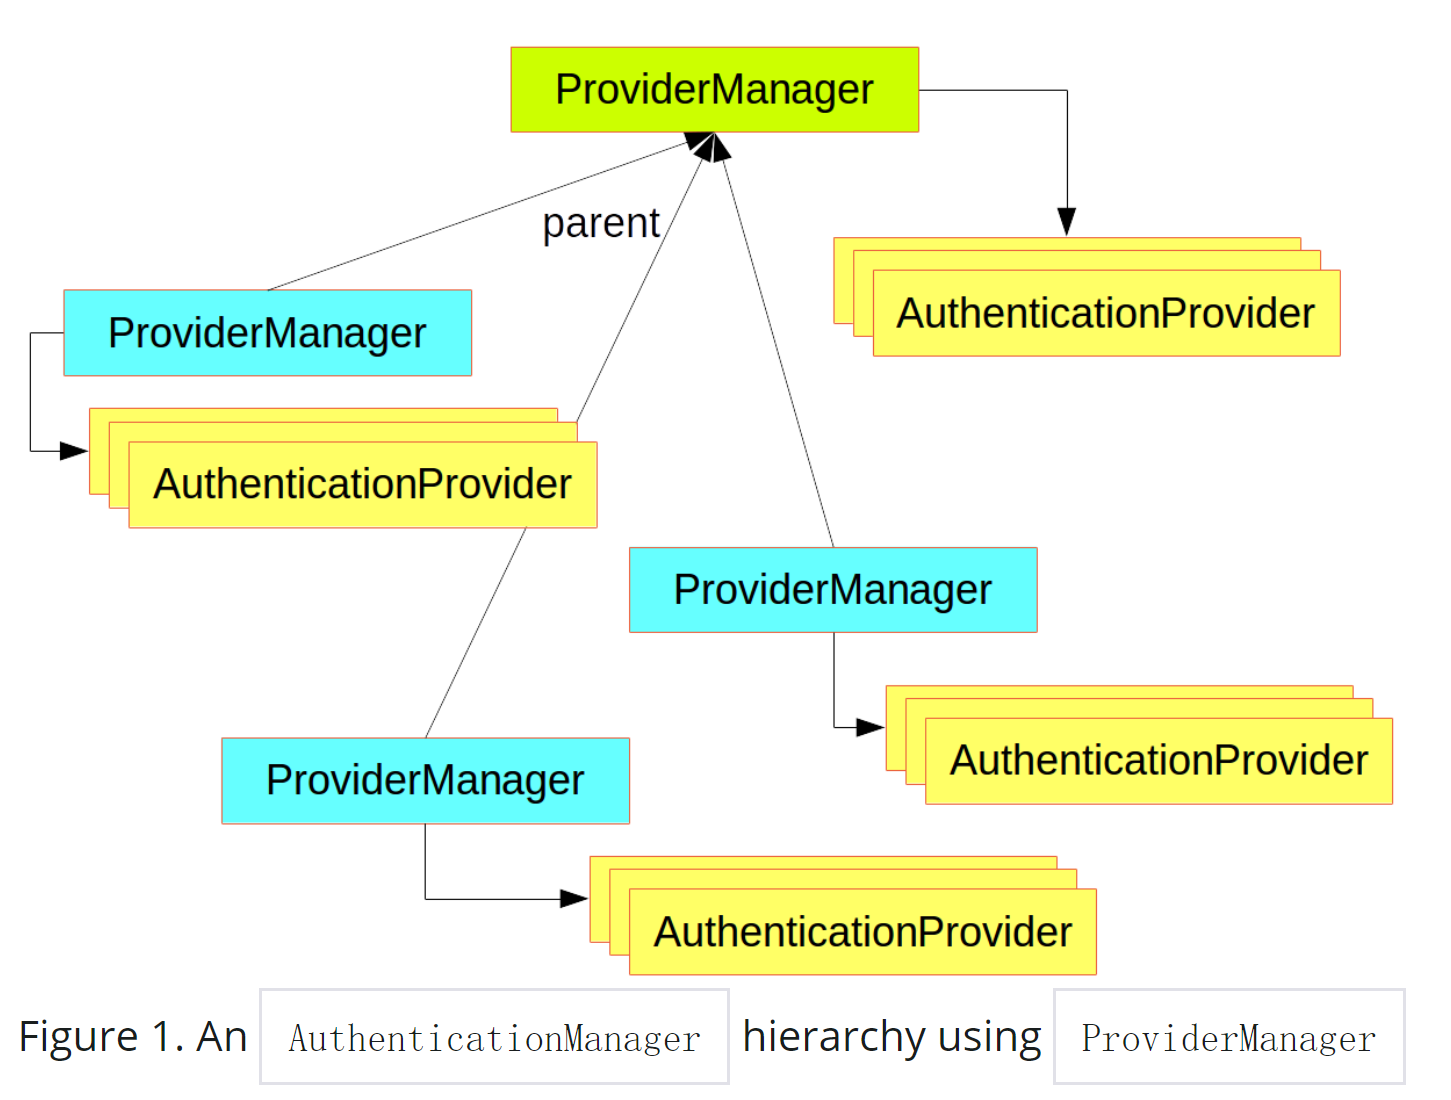 ProviderManager
parent
AuthenticationProvider
ProviderManager
AuthenticationProvider
ProviderManager
AuthenticationProvider
ProviderManager
AuthenticationProvider
Figure 1. An AuthenticationManager hierarchy using ProviderManager